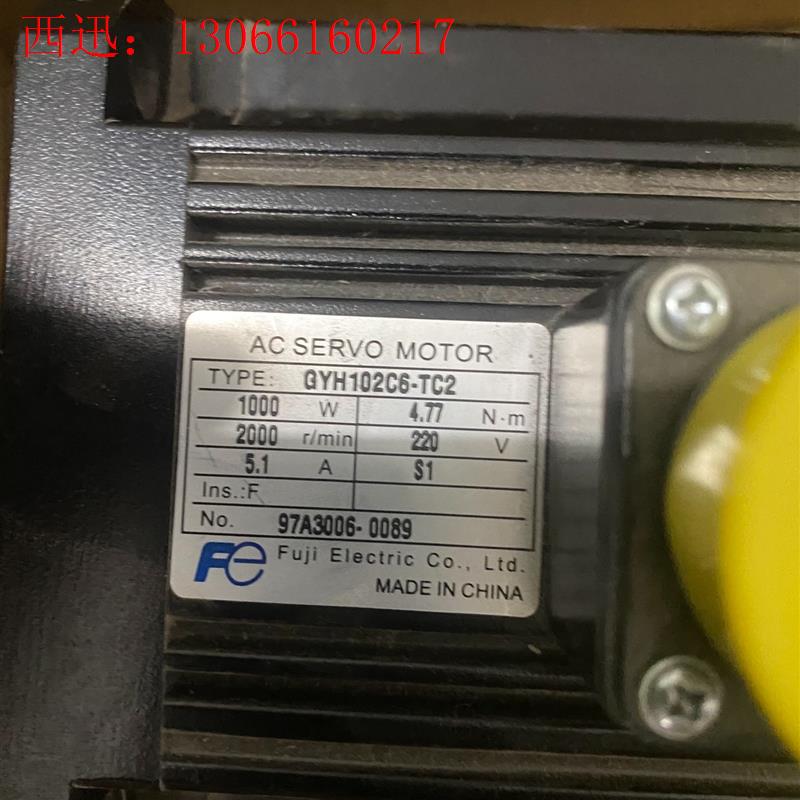 西迅：13066160217
AC SERVO MOTOR
TYPE: GYH102C6-TC2
1000 W 4.77 N·m
2000 r/min 220 V
5.1 A S1
Ins.:F
No. 97A3006-0089
Fe Fuji Electric Co., Ltd.
MADE IN CHINA